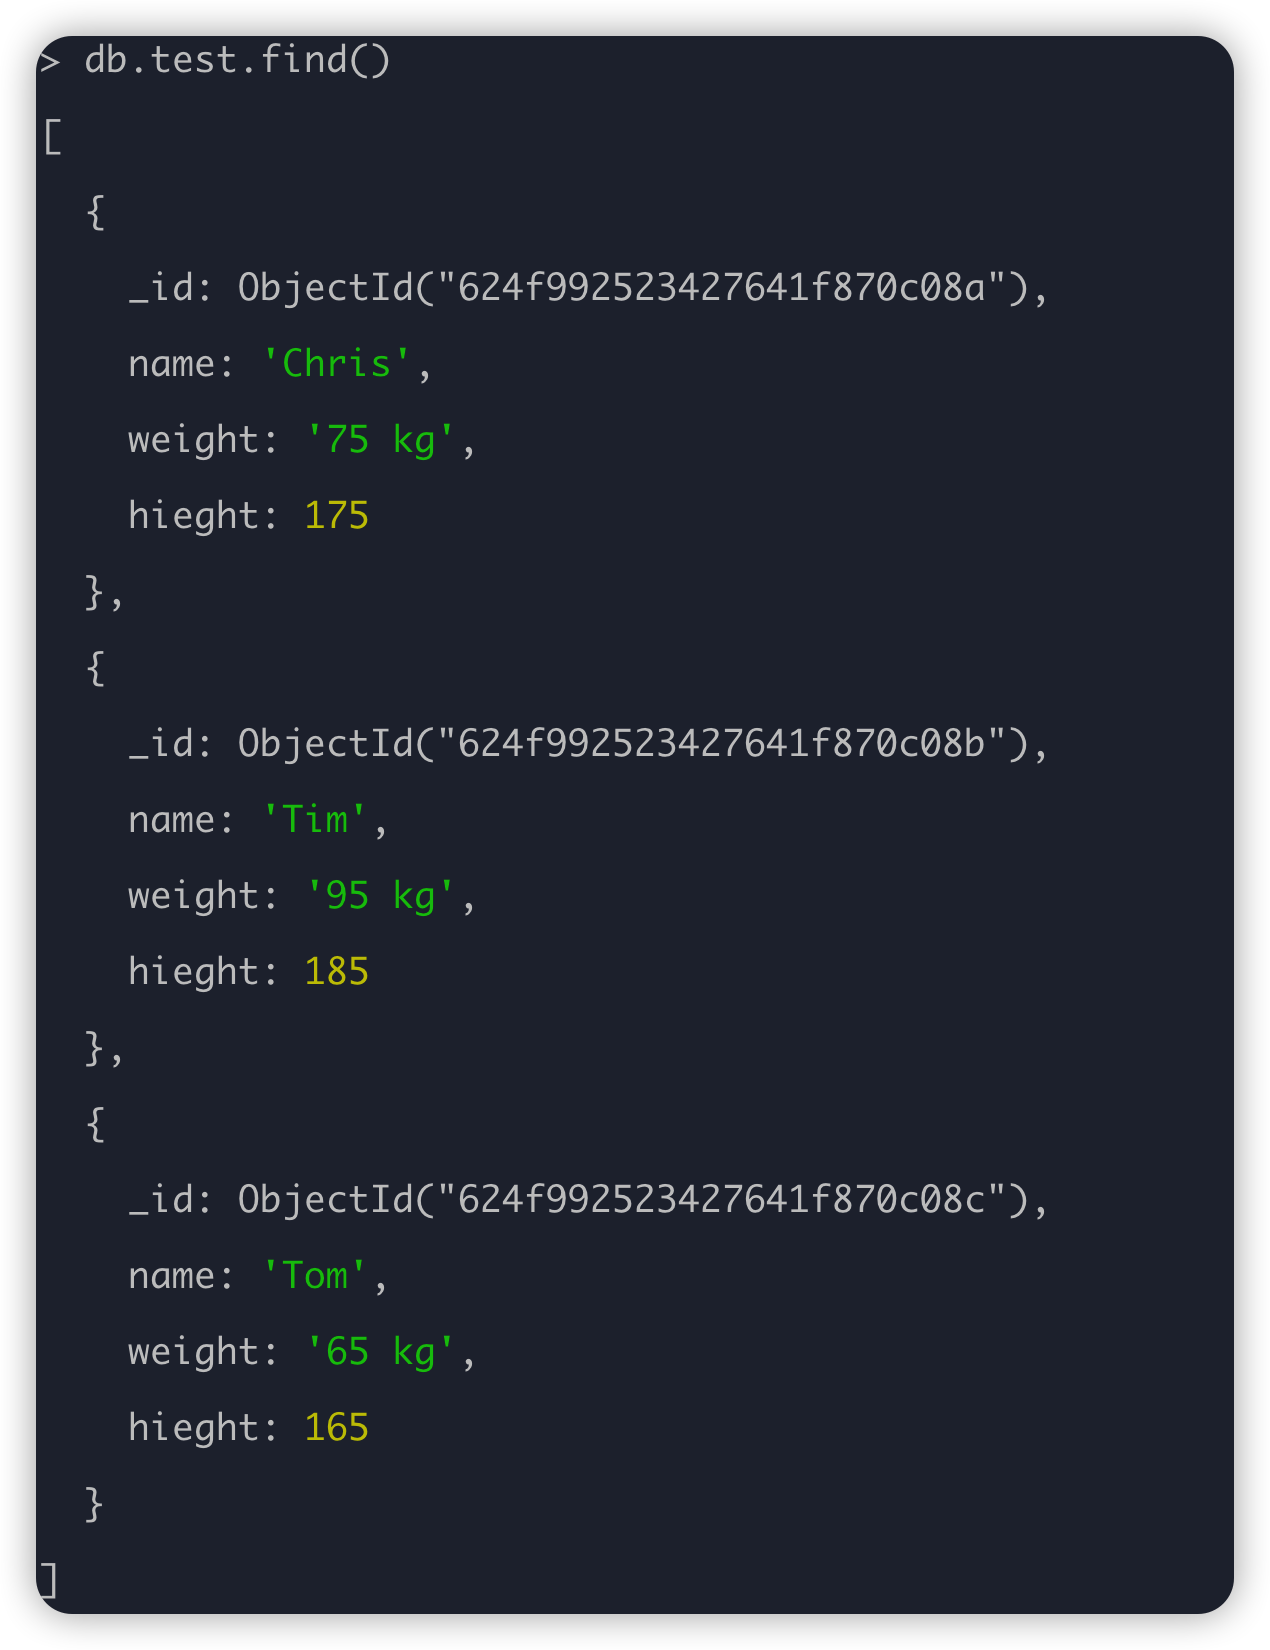 > db.test.find()
[
  {
    _id: ObjectId("624f992523427641f870c08a"),
    name: 'Chris',
    weight: '75 kg',
    hieght: 175
  },
  {
    _id: ObjectId("624f992523427641f870c08b"),
    name: 'Tim',
    weight: '95 kg',
    hieght: 185
  },
  {
    _id: ObjectId("624f992523427641f870c08c"),
    name: 'Tom',
    weight: '65 kg',
    hieght: 165
  }
]